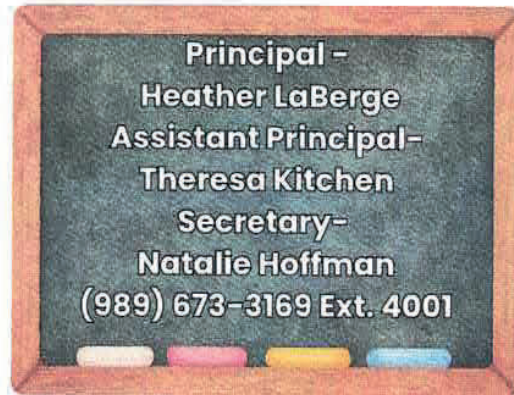 Principal -
Heather LaBerge
Assistant Principal-
Theresa Kitchen
Secretary-
Natalie Hoffman
(989) 673-3169 Ext. 4001